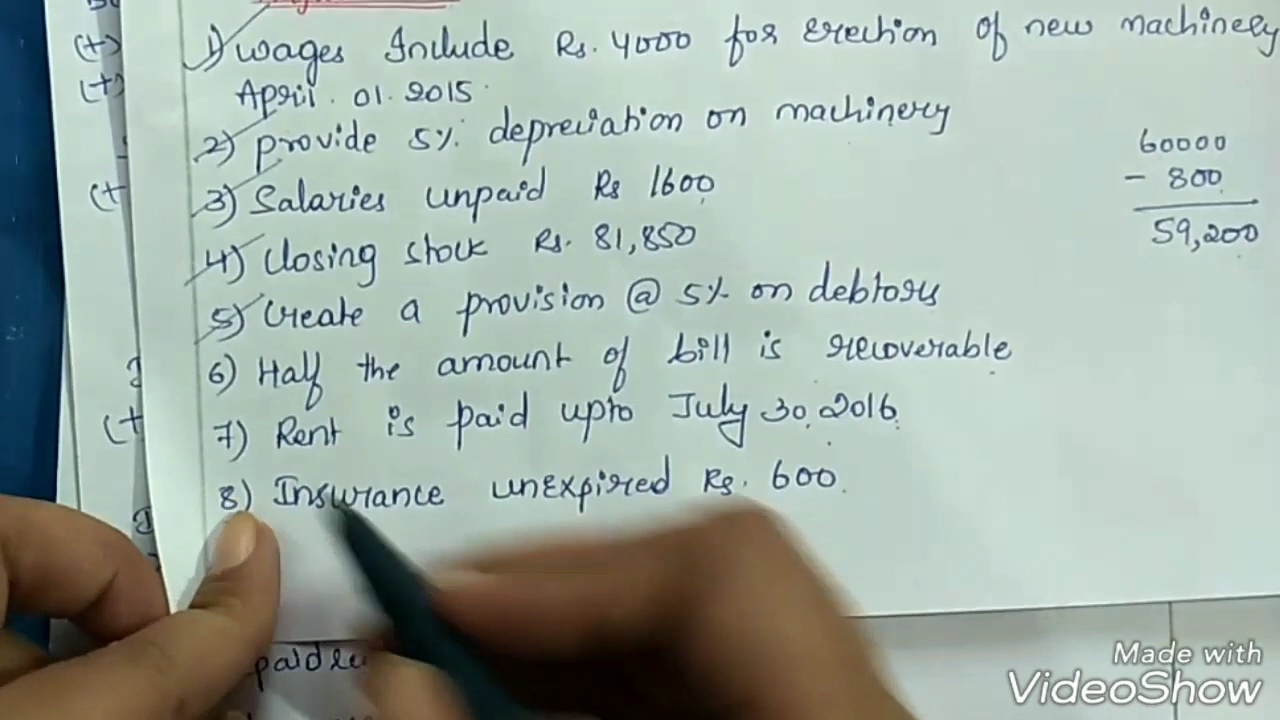 (+) 1) Wages Include Rs. 4000 for Erection of new machinery
(+) April 01. 2015
2) provide 5% depreciation on machinery
60000
(+ 3) Salaries unpaid Rs 1600
- 800
4) Closing stock Rs. 81,850
59,200
5) Create a provision @ 5% on debtors
6) Half the amount of bill is recoverable
(+ 7) Rent is paid upto July 30, 2016
8) Insurance unexpired Rs. 600
Made with
VideoShow